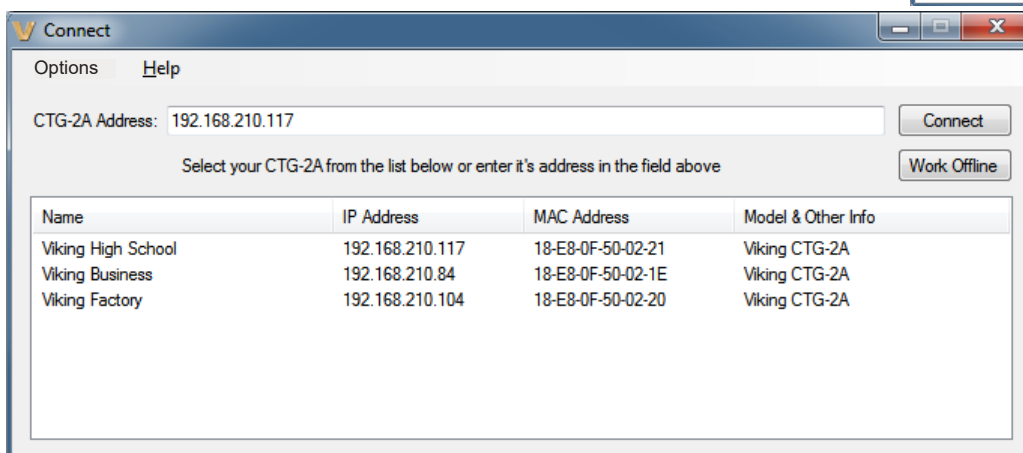 Connect
Options Help
CTG-2A Address: 192.168.210.117 Connect
Select your CTG-2A from the list below or enter it's address in the field above Work Offline
Name IP Address MAC Address Model & Other Info
Viking High School 192.168.210.117 18-E8-0F-50-02-21 Viking CTG-2A
Viking Business 192.168.210.84 18-E8-0F-50-02-1E Viking CTG-2A
Viking Factory 192.168.210.104 18-E8-0F-50-02-20 Viking CTG-2A